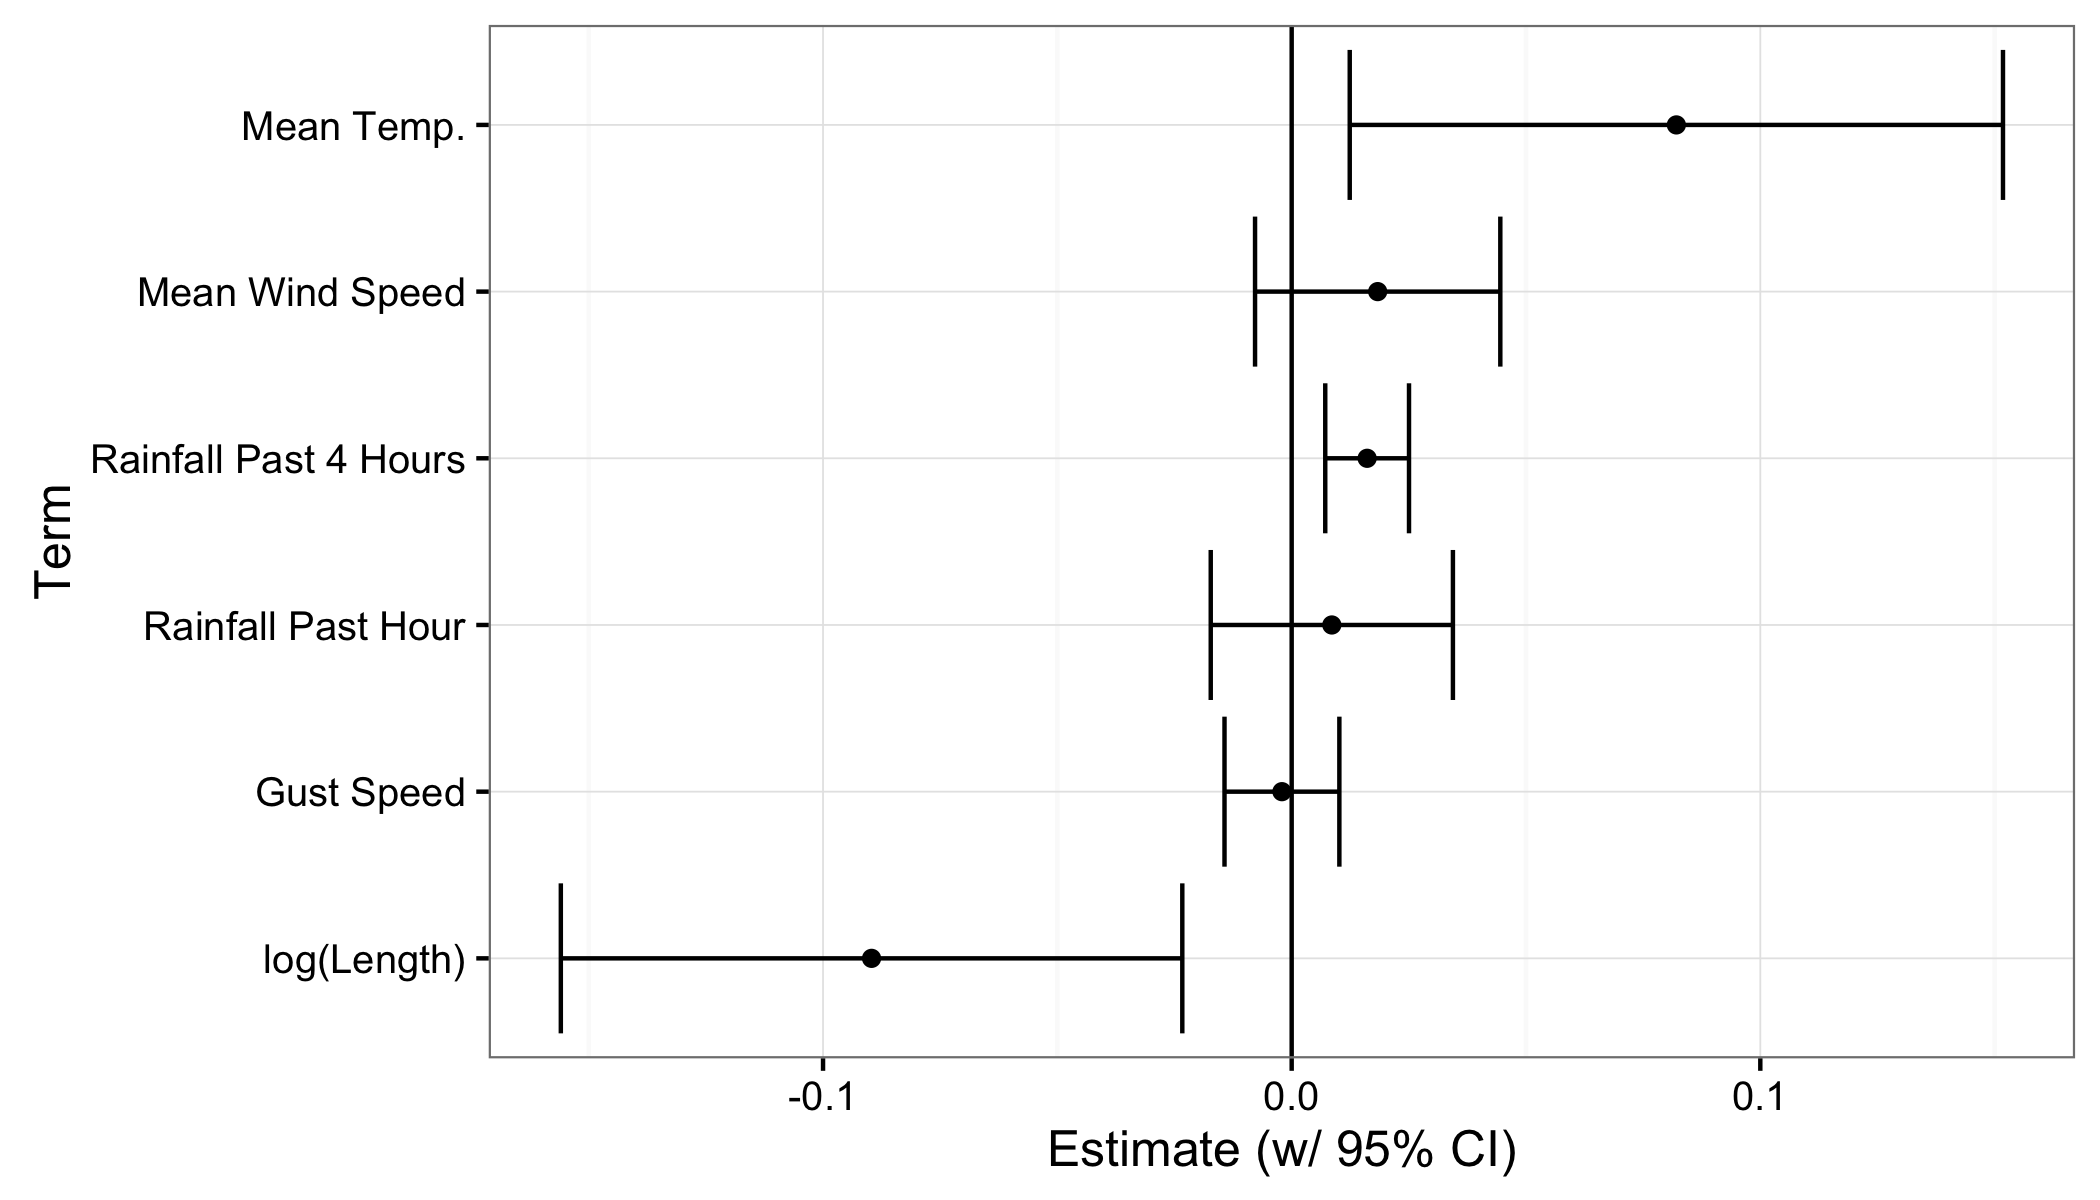 Mean Temp.
Mean Wind Speed
Rainfall Past 4 Hours
Rainfall Past Hour
Gust Speed
log(Length)
Term
-0.1
0.0
0.1
Estimate (w/ 95% CI)